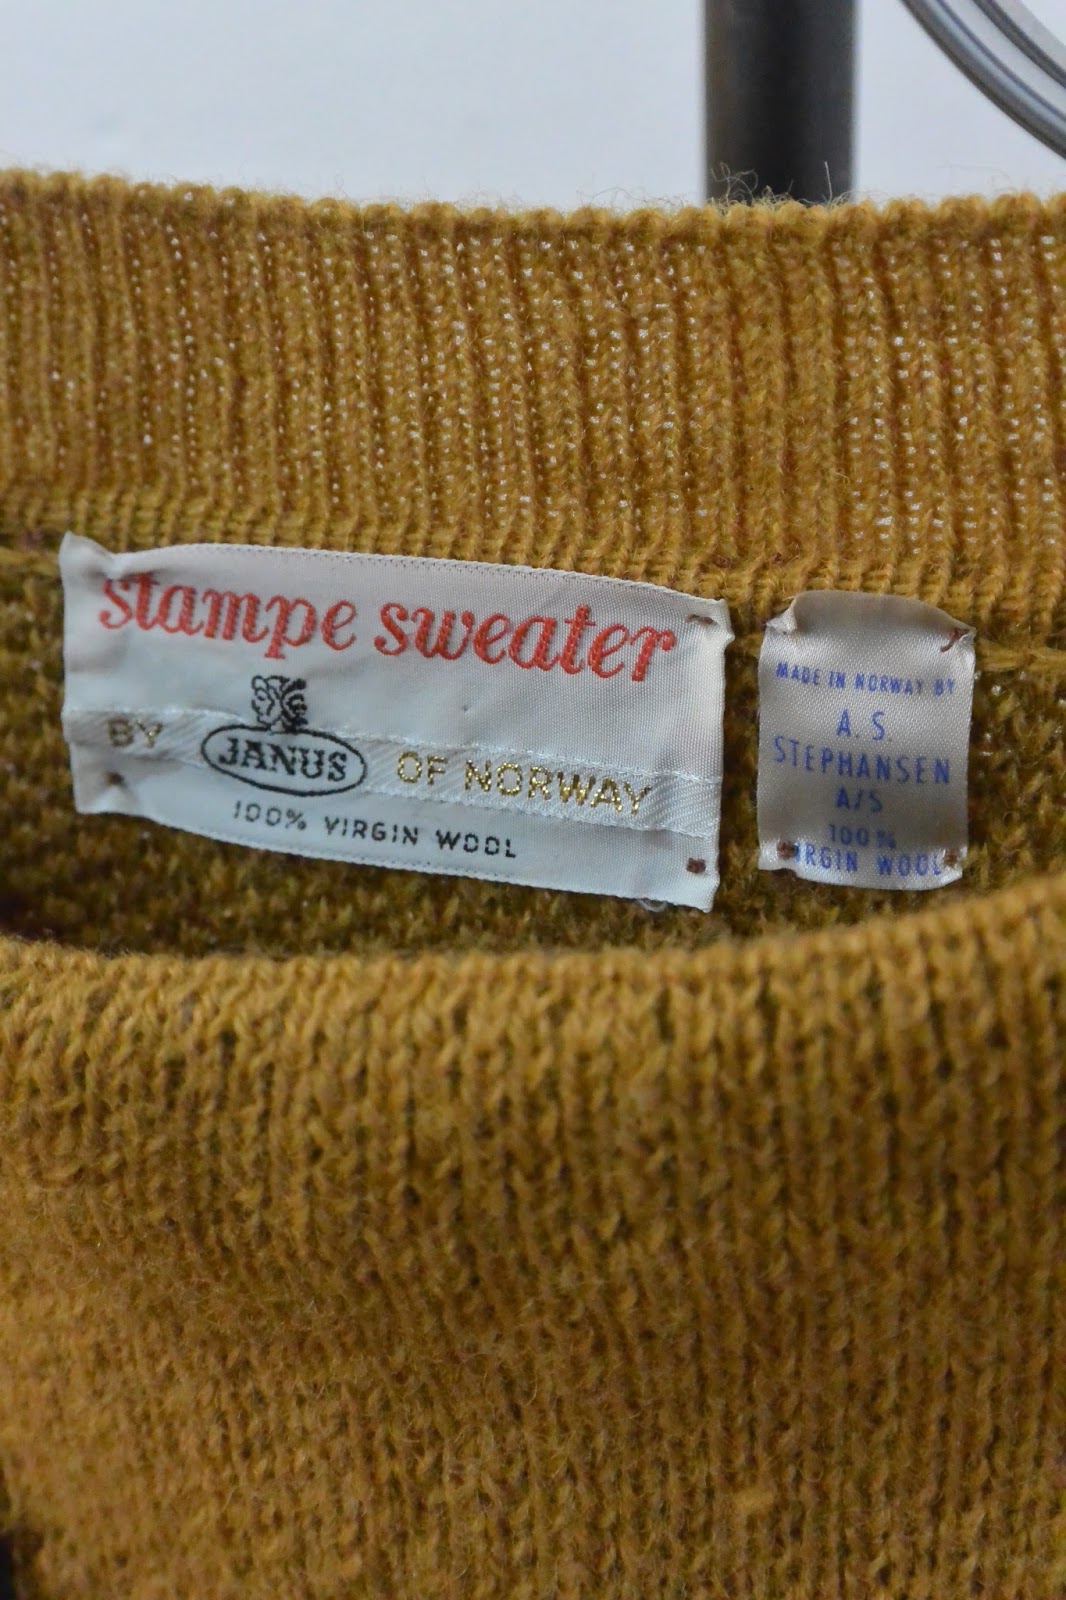 stampe sweater
BY JANUS OF NORWAY
100% VIRGIN WOOL
MADE IN NORWAY BY
A. S.
STEPHANSEN
A/S
100%
VIRGIN WOOL